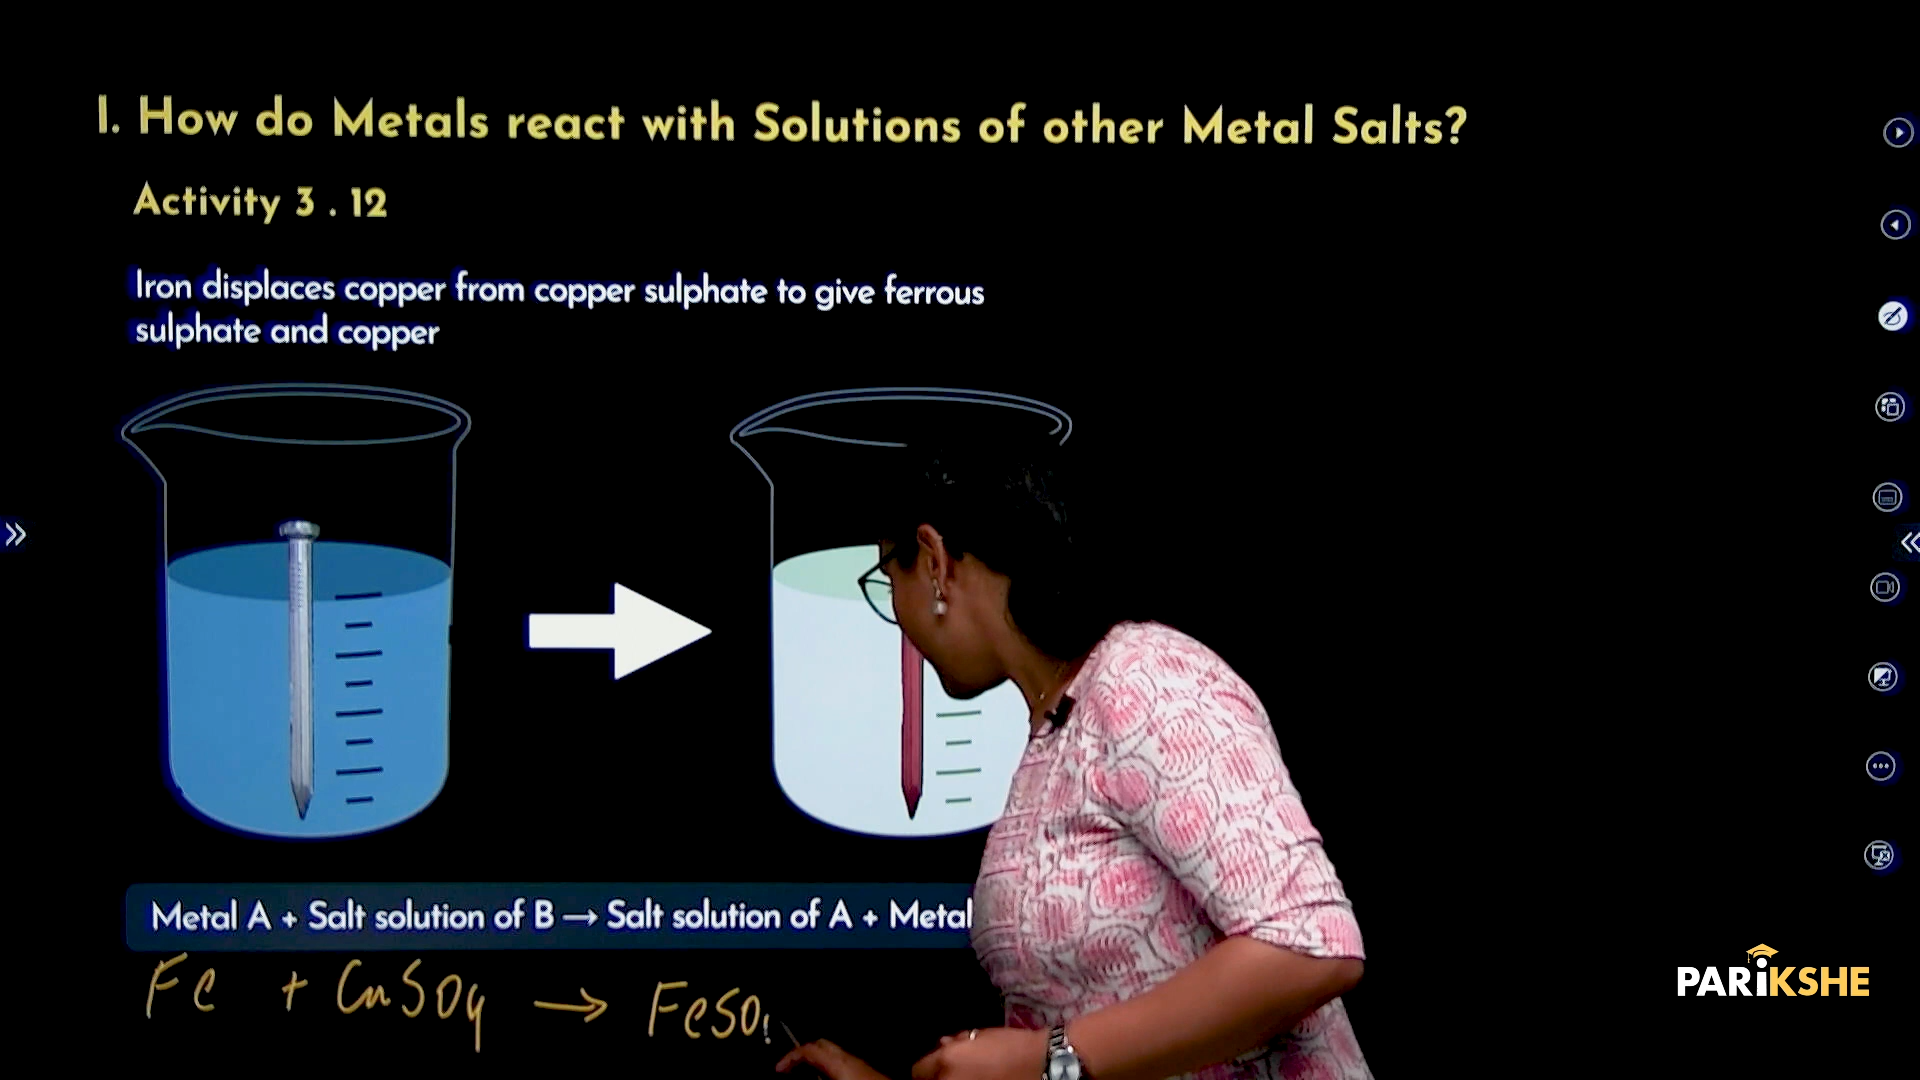 I. How do Metals react with Solutions of other Metal Salts?
Activity 3 . 12
Iron displaces copper from copper sulphate to give ferrous
sulphate and copper
Metal A + Salt solution of B → Salt solution of A + Metal
Fe + CuSO4 → FeSO
PARiKSHE